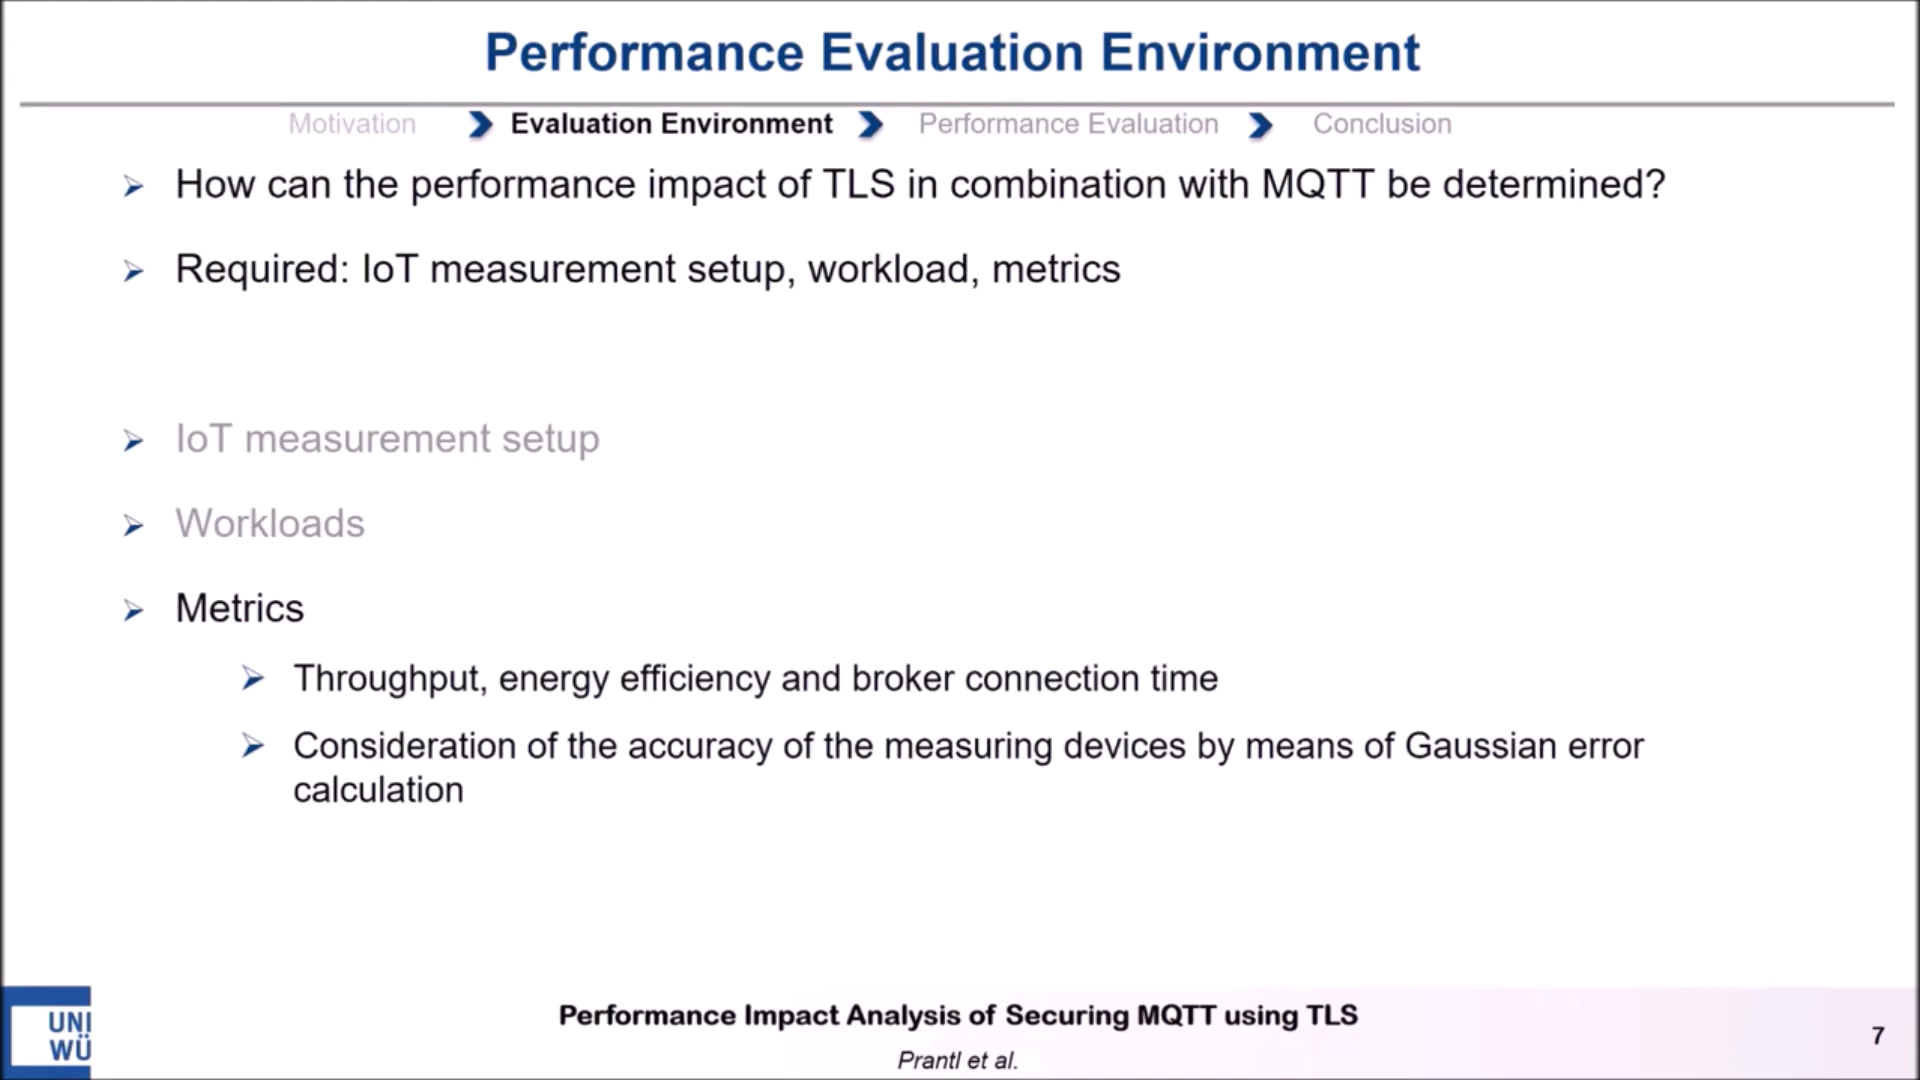 Performance Evaluation Environment
Motivation Evaluation Environment Performance Evaluation Conclusion
How can the performance impact of TLS in combination with MQTT be determined?
Required: IoT measurement setup, workload, metrics
IoT measurement setup
Workloads
Metrics
Throughput, energy efficiency and broker connection time
Consideration of the accuracy of the measuring devices by means of Gaussian error
calculation
UNI
WÜ
Performance Impact Analysis of Securing MQTT using TLS
Prantl et al.
7